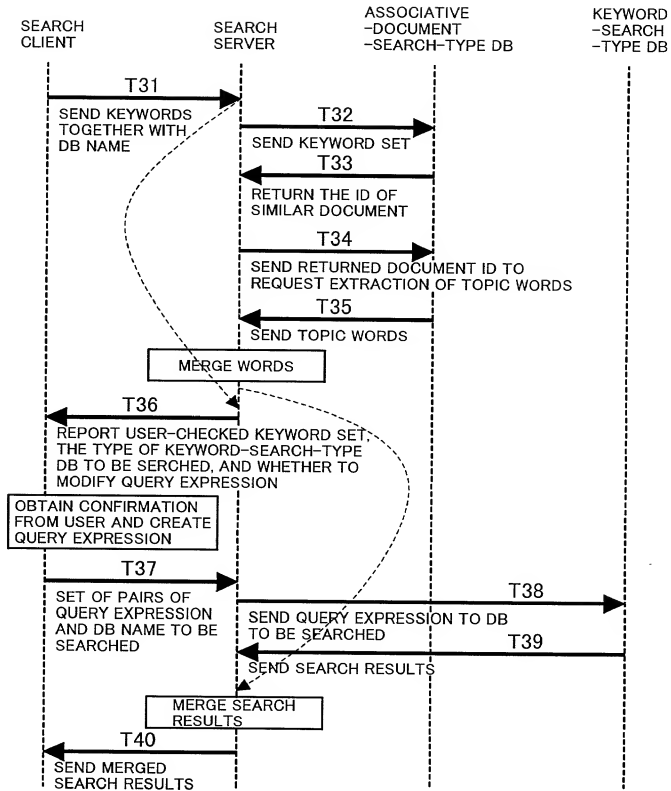 SEARCH
CLIENT
SEARCH
SERVER
ASSOCIATIVE
-DOCUMENT
-SEARCH-TYPE DB
KEYWORD
-SEARCH
-TYPE DB
T31
SEND KEYWORDS
TOGETHER WITH
DB NAME
T32
SEND KEYWORD SET
T33
RETURN THE ID OF
SIMILAR DOCUMENT
T34
SEND RETURNED DOCUMENT ID TO
REQUEST EXTRACTION OF TOPIC WORDS
T35
SEND TOPIC WORDS
MERGE WORDS
T36
REPORT USER-CHECKED KEYWORD SET,
THE TYPE OF KEYWORD-SEARCH-TYPE
DB TO BE SERCHED, AND WHETHER TO
MODIFY QUERY EXPRESSION
OBTAIN CONFIRMATION
FROM USER AND CREATE
QUERY EXPRESSION
T37
SET OF PAIRS OF
QUERY EXPRESSION
AND DB NAME TO BE
SEARCHED
T38
SEND QUERY EXPRESSION TO DB
TO BE SEARCHED
T39
SEND SEARCH RESULTS
MERGE SEARCH
RESULTS
T40
SEND MERGED
SEARCH RESULTS